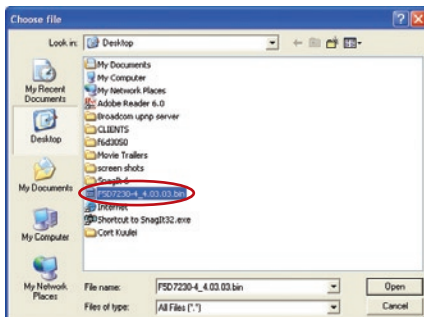 Choose file
Look in: Desktop
My Recent Documents
Desktop
My Documents
My Computer
My Network Places
My Documents
My Computer
My Network Places
Adobe Reader 6.0
Broadcom upnp server
CLIENTS
f6d3050
Movie Trailers
screen shots
SnagIt 6
F5D7230-4_4.03.03.bin
Internet
Shortcut to SnagIt32.exe
Cort Kuulei
File name: F5D7230-4_4.03.03.bin
Open
Files of type: All Files (*.*)
Cancel